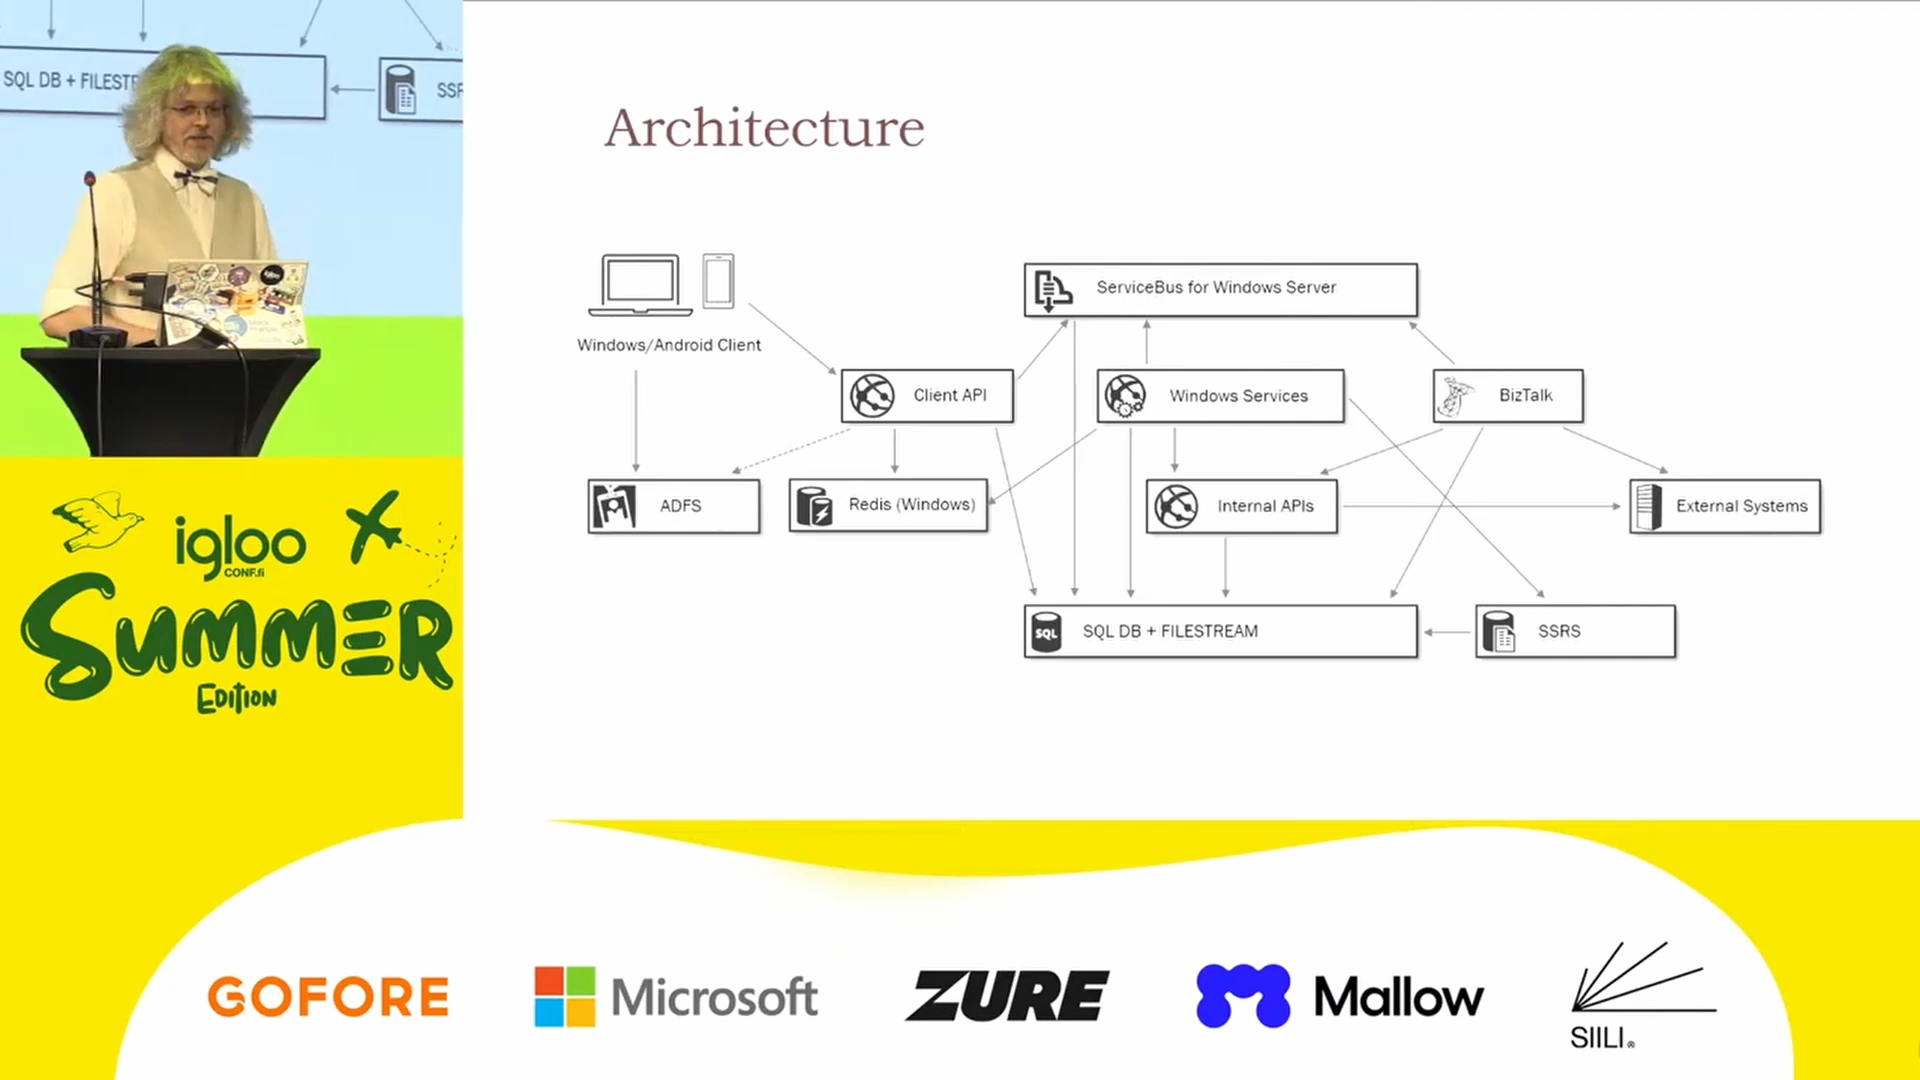 SQL DB + FILESTR
SSR
Architecture
ServiceBus for Windows Server
Windows/Android Client
Client API
Windows Services
BizTalk
ADFS
Redis (Windows)
Internal APIs
External Systems
SQL
SQL DB + FILESTREAM
SSRS
igloo
CONF.fi
SUMMER
EDITION
GOFORE
Microsoft
ZURE
Mallow
SIILI®